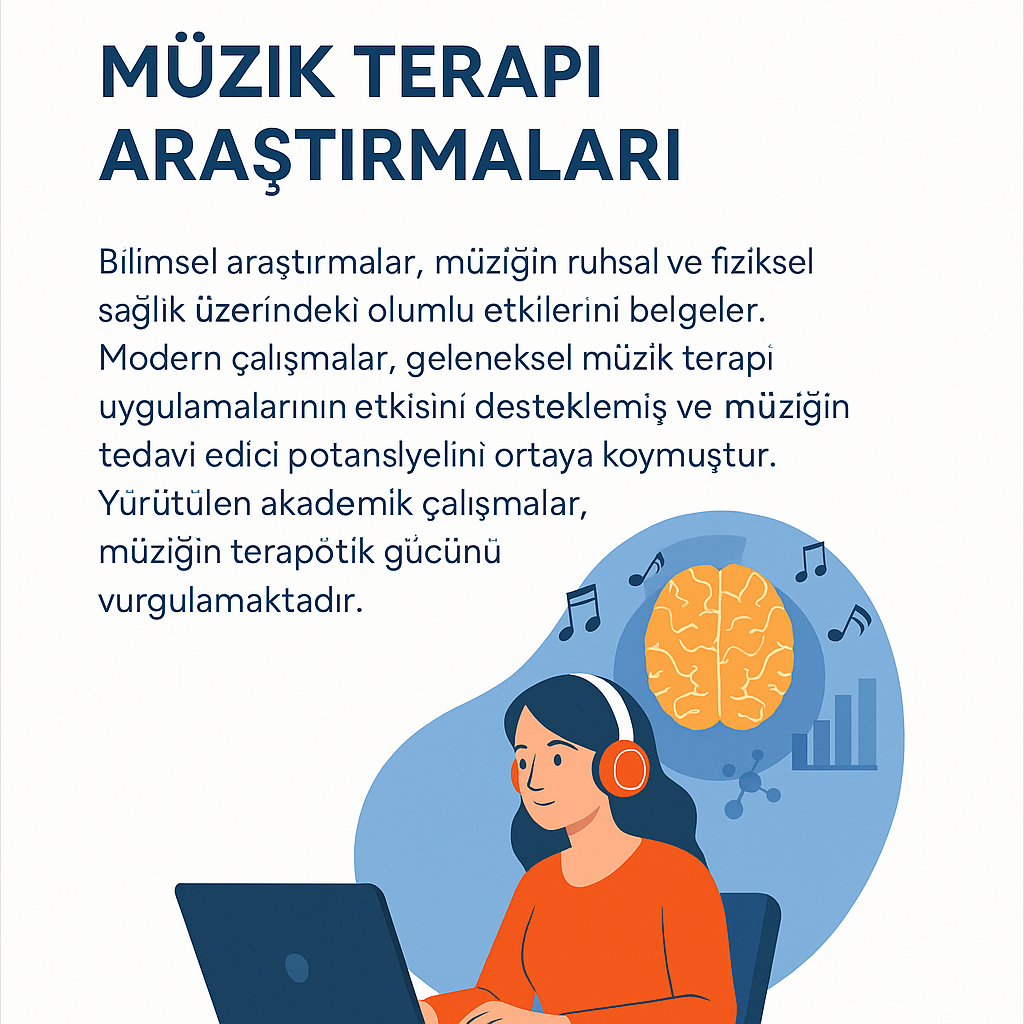 MÜZIK TERAPI
ARAŞTIRMALARI
Bilimsel araştırmalar, müziğin ruhsal ve fiziksel
sağlik üzerindeki olumlu etkilerini belgeler.
Modern çalışmalar, geleneksel müzik terapi
uygulamalarının etkisini desteklemiş ve müziğin
tedavi edici potanslyelini ortaya koymuştur.
Yürütülen akademik çalışmalar,
müziğin terapötik gücünü
vurgulamaktadır.